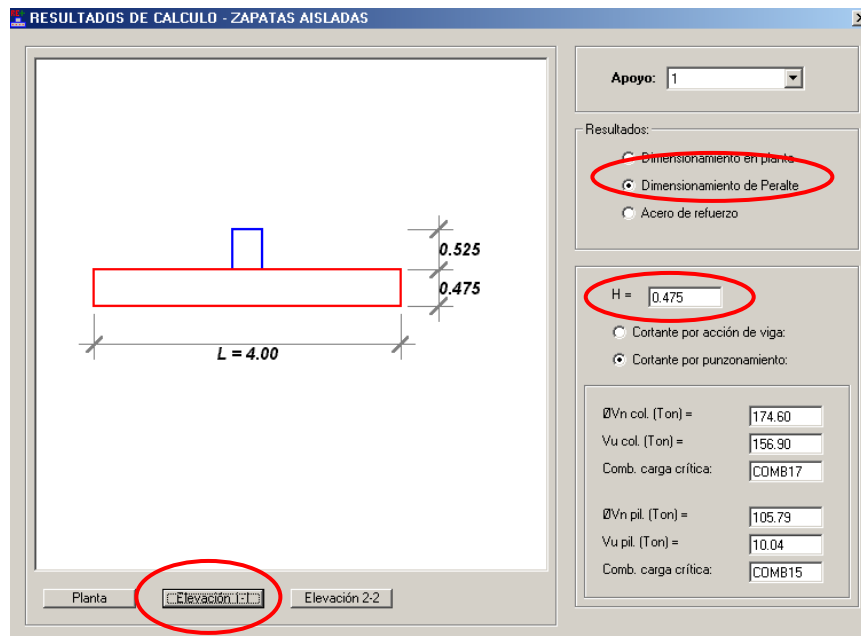 RESULTADOS DE CALCULO - ZAPATAS AISLADAS
Apoyo: 1
Resultados:
Dimensionamiento en planta
Dimensionamiento de Peralte
Acero de refuerzo
0.525
0.475
L = 4.00
H = 0.475
Cortante por acción de viga:
Cortante por punzonamiento:
ØVn col. (Ton) = 174.60
Vu col. (Ton) = 156.90
Comb. carga crítica: COMB17
ØVn pil. (Ton) = 105.79
Vu pil. (Ton) = 10.04
Comb. carga crítica: COMB15
Planta Elevación 1-1 Elevación 2-2